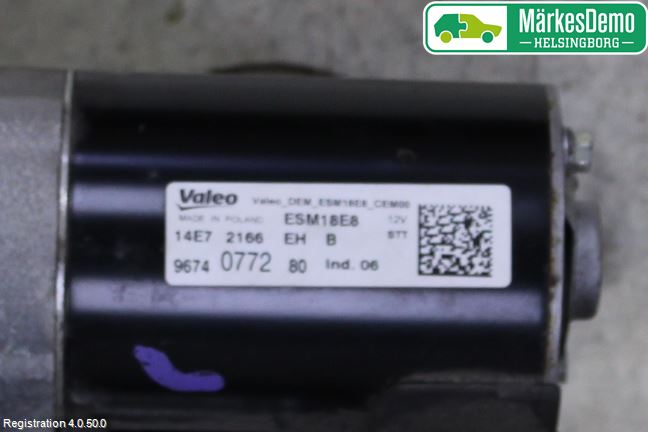 MärkesDemo
HELSINGBORG
Valeo Valeo_DEM_ESM18E8_CEM00
MADE IN POLAND ESM18E8 12V
14E7 2166 EH B STT
9674 0772 80 Ind. 06
Registration 4.0.50.0